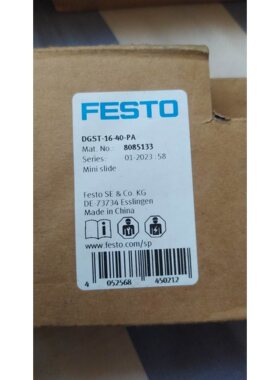 FESTO
DGST-16-40-PA
Mat. No.: 8085133
Series: 01-2023 58
Mini slide
Festo SE & Co. KG
DE-73734 Esslingen
Made in China
www.festo.com/sp
4 052568 450212